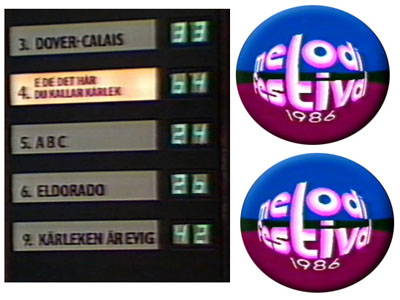 3. DOVER-CALAIS 33
4. E DE DET HÄR
DU KALLAR KÄRLEK 64
5. A B C 24
6. ELDORADO 26
9. KÄRLEKEN ÄR EVIG 42
melodi
festival
1986
melodi
festival
1986